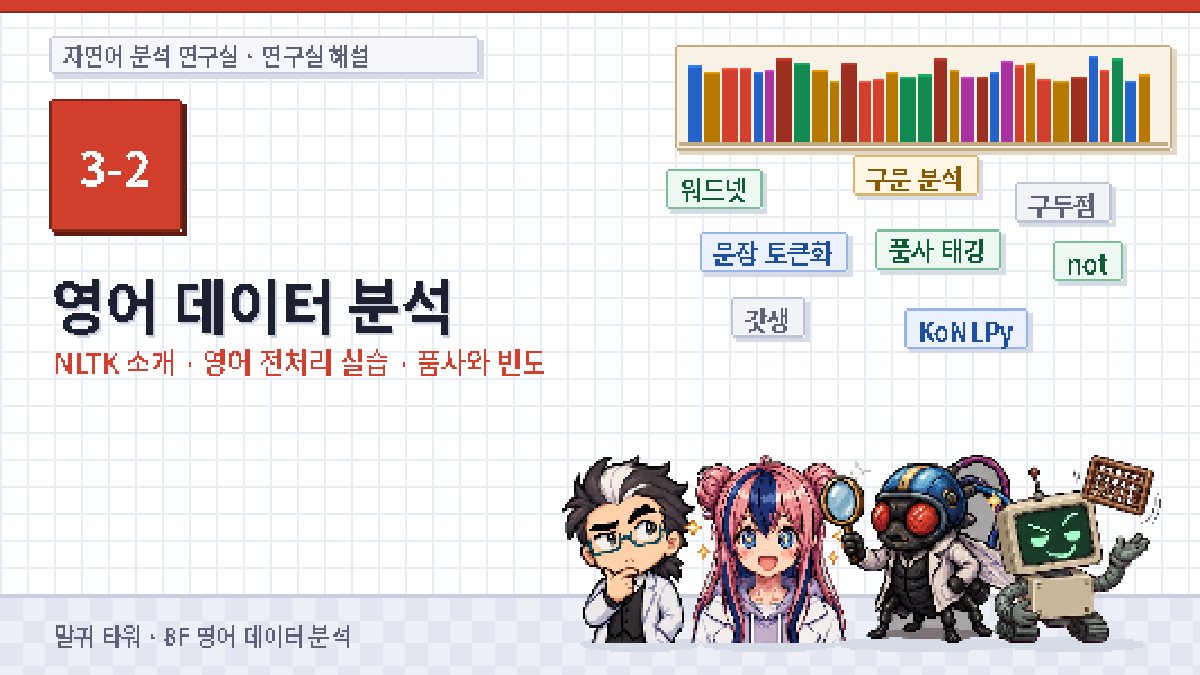 자연어 분석 연구실 · 연구실 해설
3-2
영어 데이터 분석
NLTK 소개 · 영어 전처리 실습 · 품사와 빈도
워드넷
구문 분석
구두점
문장 토큰화
품사 태깅
not
갓생
KoNLPy
말귀 타워 · BF 영어 데이터 분석